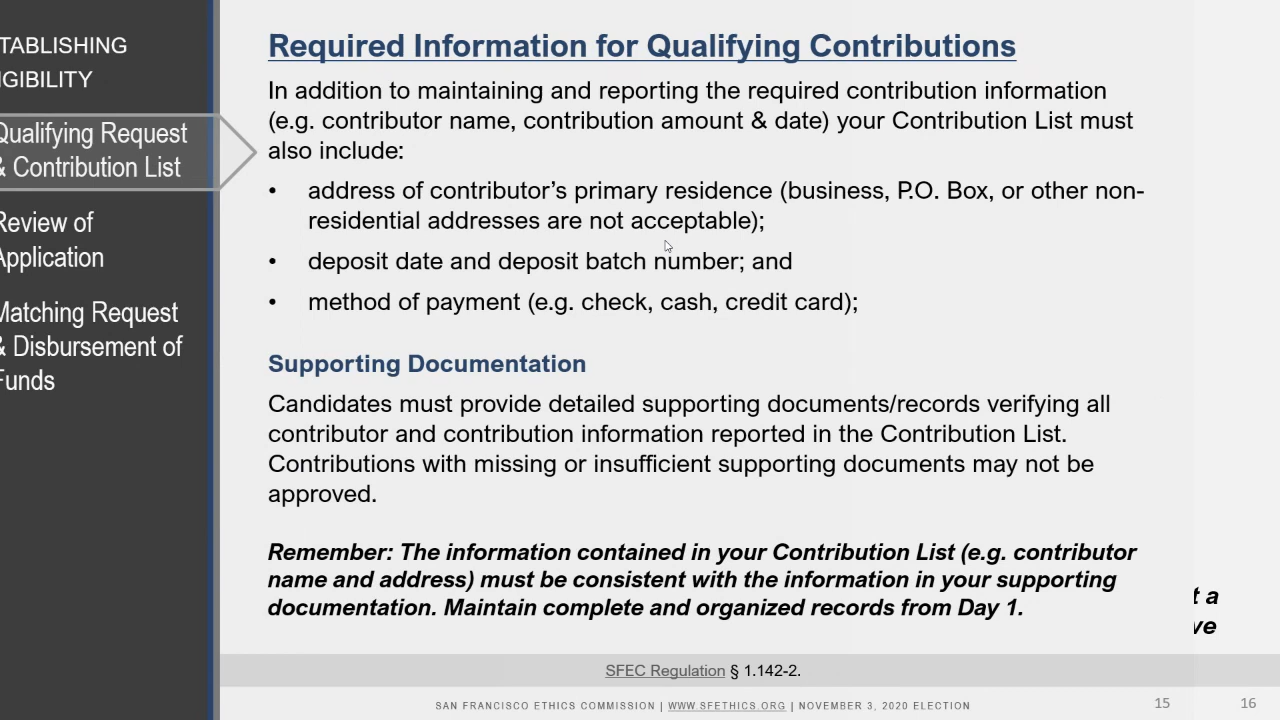 TABLISHING
IGIBILITY
Qualifying Request
& Contribution List
Review of
Application
Matching Request
& Disbursement of
Funds
Required Information for Qualifying Contributions
In addition to maintaining and reporting the required contribution information
(e.g. contributor name, contribution amount & date) your Contribution List must
also include:
• address of contributor’s primary residence (business, P.O. Box, or other non-
residential addresses are not acceptable);
• deposit date and deposit batch number; and
• method of payment (e.g. check, cash, credit card);
Supporting Documentation
Candidates must provide detailed supporting documents/records verifying all
contributor and contribution information reported in the Contribution List.
Contributions with missing or insufficient supporting documents may not be
approved.
Remember: The information contained in your Contribution List (e.g. contributor
name and address) must be consistent with the information in your supporting
documentation. Maintain complete and organized records from Day 1.
t a
ve
SFEC Regulation § 1.142-2.
SAN FRANCISCO ETHICS COMMISSION | WWW.SFETHICS.ORG | NOVEMBER 3, 2020 ELECTION
15 16